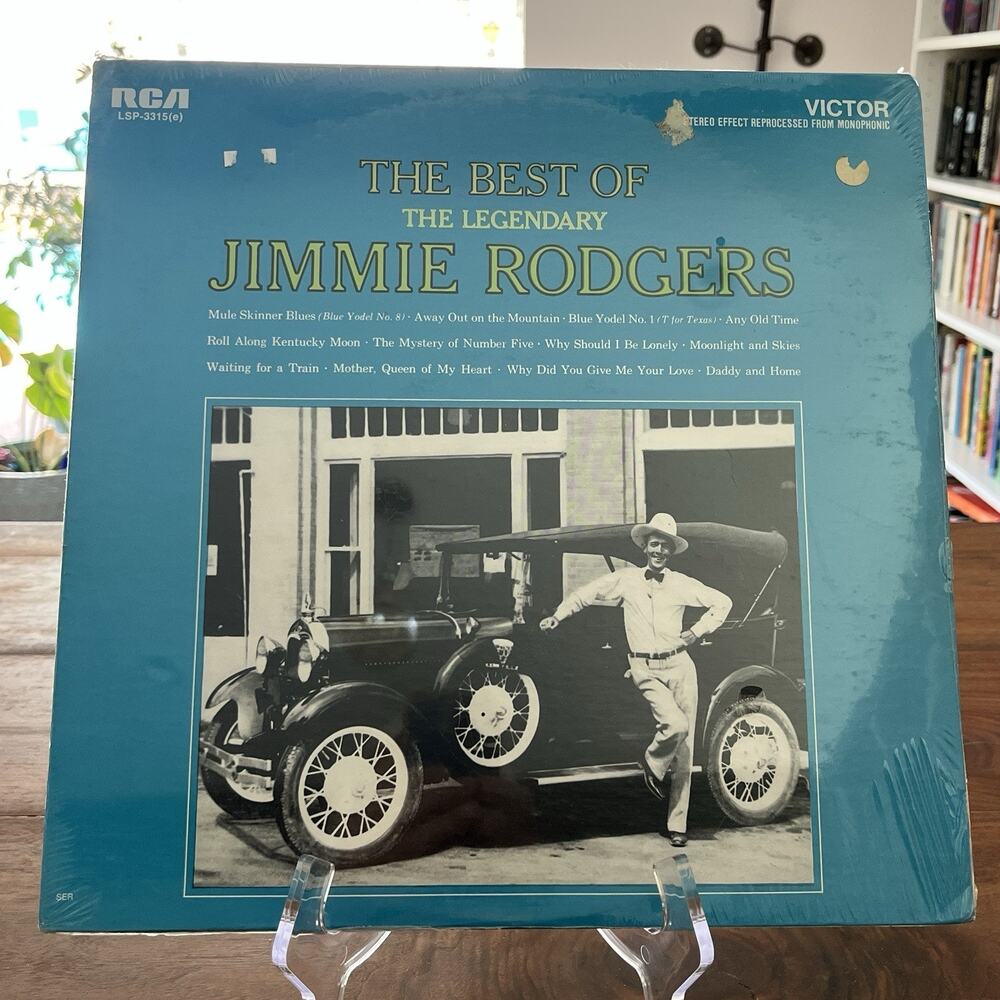 RCA
LSP-3315(e)
VICTOR
STEREO EFFECT REPROCESSED FROM MONOPHONIC
THE BEST OF
THE LEGENDARY
JIMMIE RODGERS
Mule Skinner Blues (Blue Yodel No. 8) · Away Out on the Mountain · Blue Yodel No. 1 (T for Texas) · Any Old Time
Roll Along Kentucky Moon · The Mystery of Number Five · Why Should I Be Lonely · Moonlight and Skies
Waiting for a Train · Mother, Queen of My Heart · Why Did You Give Me Your Love · Daddy and Home
SER